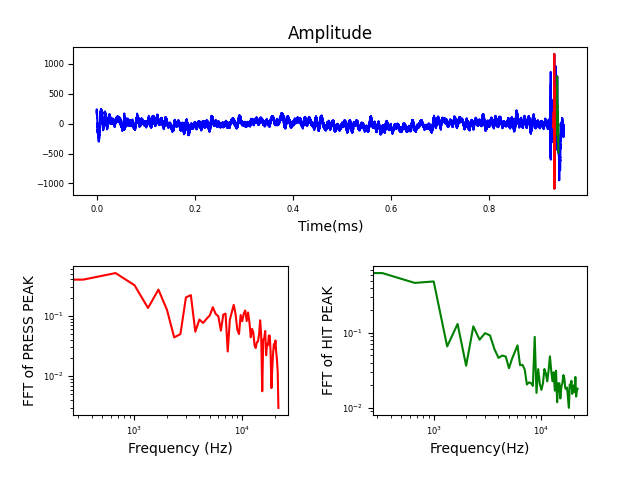 Amplitude
1000
500
0
−500
−1000
0.0 0.2 0.4 0.6 0.8
Time(ms)
FFT of PRESS PEAK
10⁻¹
10⁻²
10³ 10⁴
Frequency (Hz)
FFT of HIT PEAK
10⁻¹
10⁻²
10³ 10⁴
Frequency(Hz)